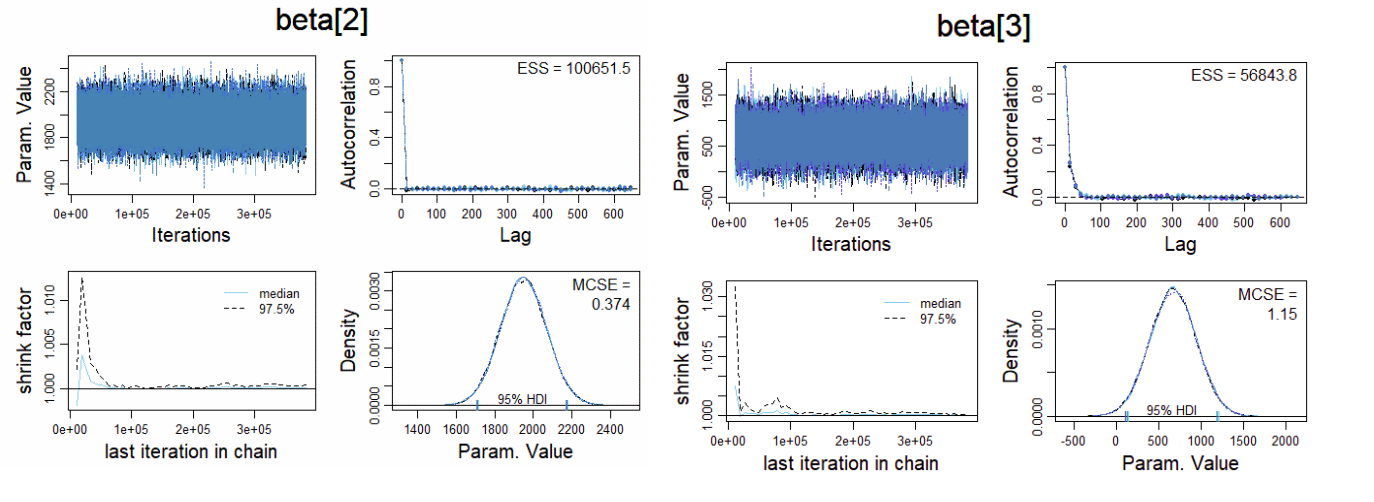 beta[2]
Param. Value
1400 1800 2200
0e+00 1e+05 2e+05 3e+05
Iterations
Autocorrelation
0.0 0.4 0.8
ESS = 100651.5
0 100 200 300 400 500 600
Lag
shrink factor
1.000 1.005 1.010
median
97.5%
0e+00 1e+05 2e+05 3e+05
last iteration in chain
Density
0.0000 0.0015 0.0030
MCSE =
0.374
95% HDI
1400 1600 1800 2000 2200 2400
Param. Value
beta[3]
Param. Value
-500 500 1500
0e+00 1e+05 2e+05 3e+05
Iterations
Autocorrelation
0.0 0.4 0.8
ESS = 56843.8
0 100 200 300 400 500 600
Lag
shrink factor
1.000 1.015 1.030
median
97.5%
0e+00 1e+05 2e+05 3e+05
last iteration in chain
Density
0.0000 0.0010
MCSE =
1.15
95% HDI
-500 0 500 1000 1500 2000
Param. Value